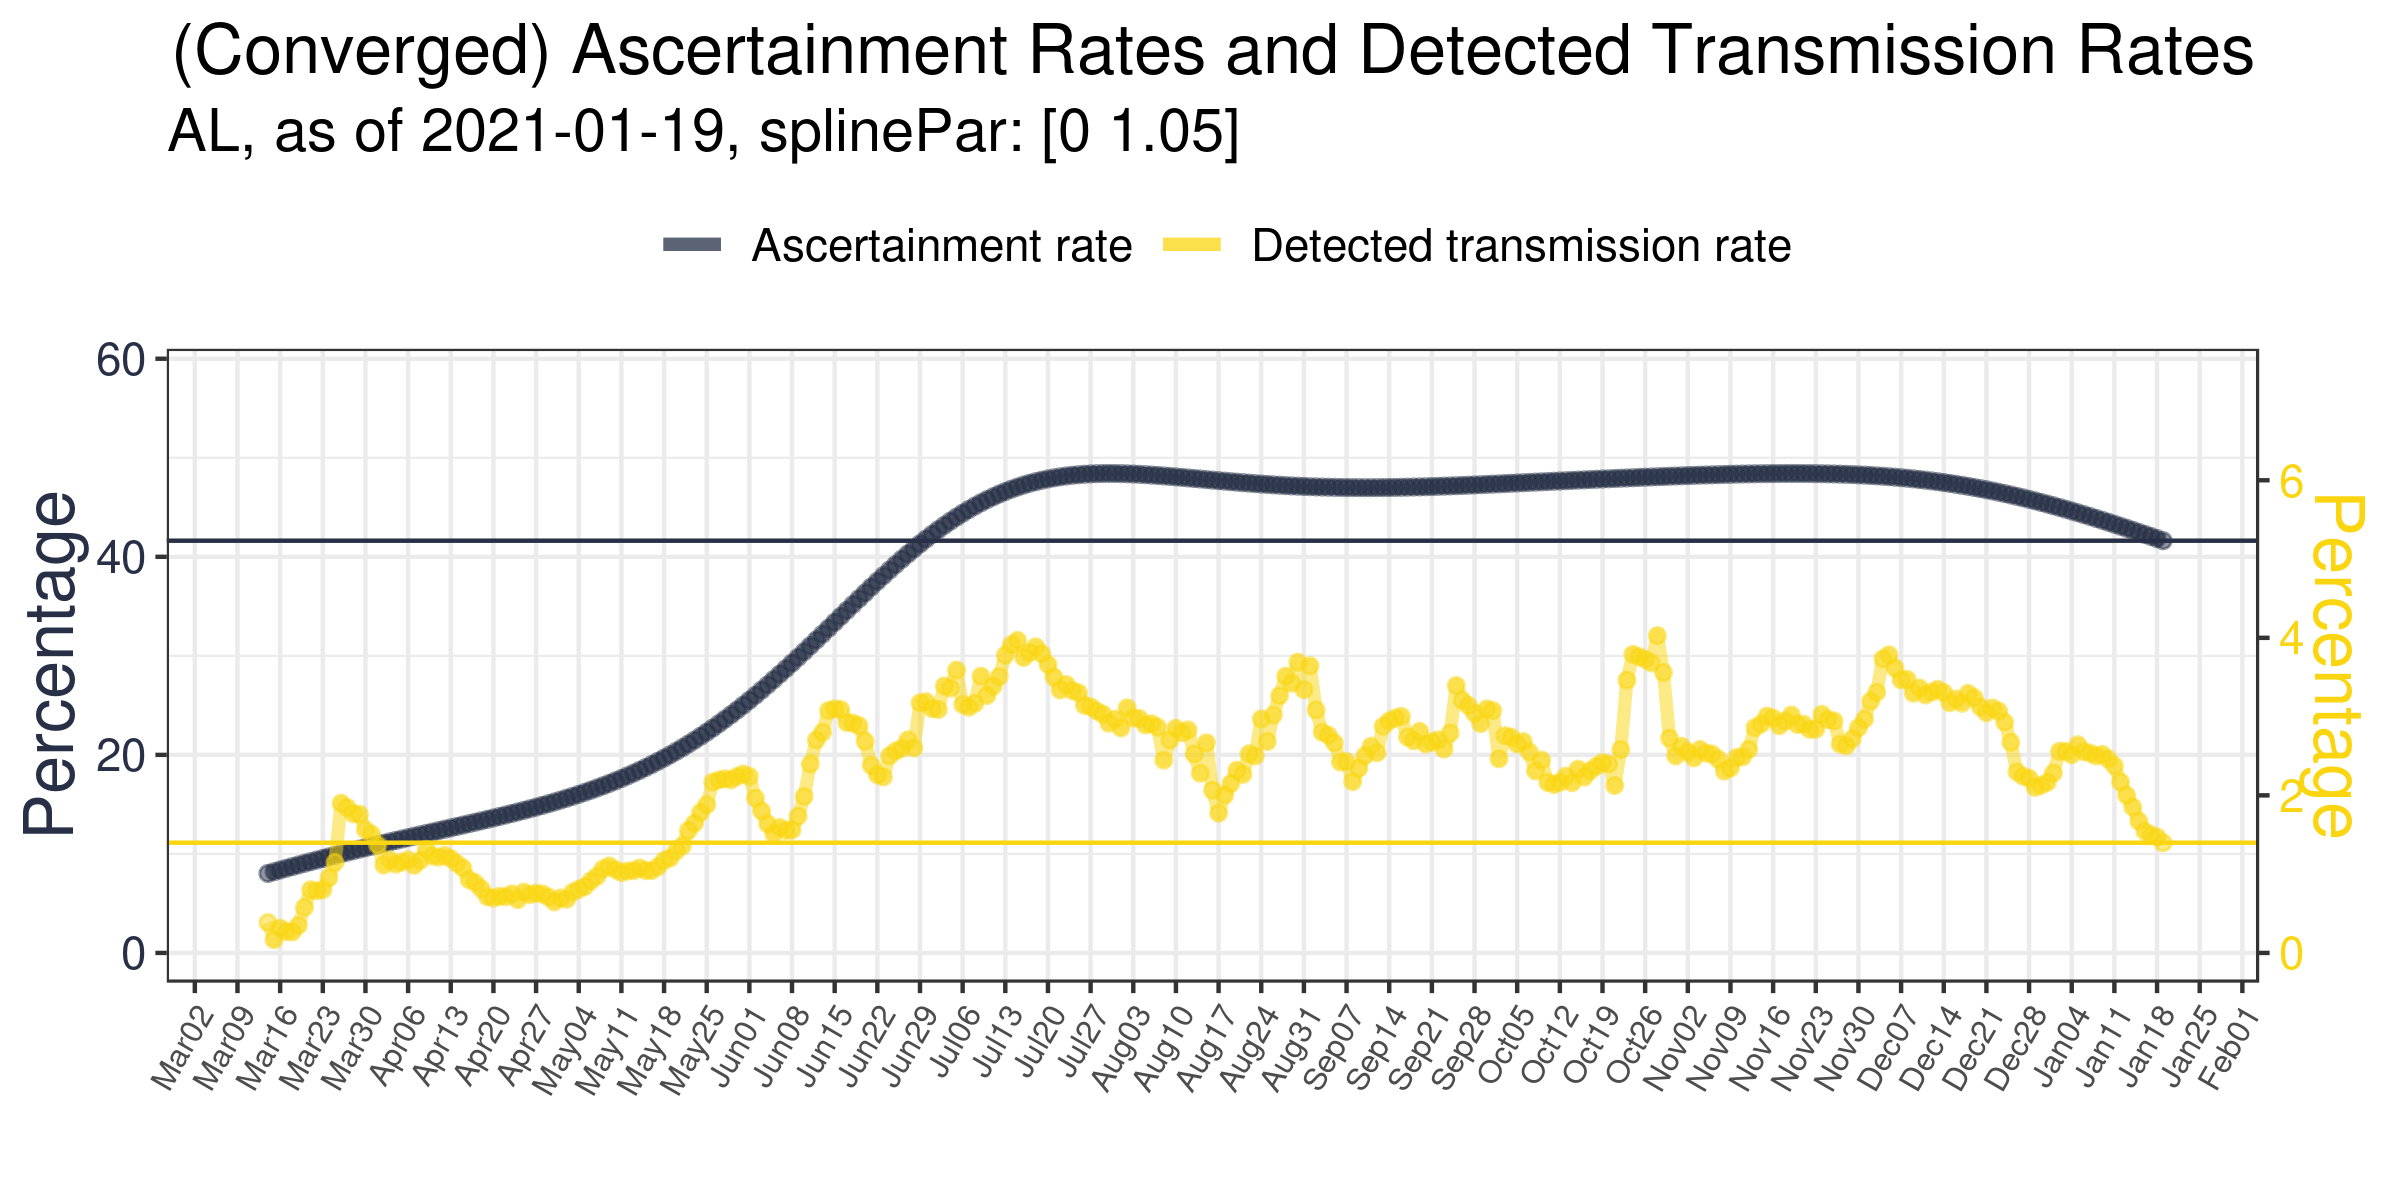 (Converged) Ascertainment Rates and Detected Transmission Rates
AL, as of 2021-01-19, splinePar: [0 1.05]
Ascertainment rate
Detected transmission rate
Percentage
60
40
20
0
6
4
2
0
Percentage
Mar02
Mar09
Mar16
Mar23
Mar30
Apr06
Apr13
Apr20
Apr27
May04
May11
May18
May25
Jun01
Jun08
Jun15
Jun22
Jun29
Jul06
Jul13
Jul20
Jul27
Aug03
Aug10
Aug17
Aug24
Aug31
Sep07
Sep14
Sep21
Sep28
Oct05
Oct12
Oct19
Oct26
Nov02
Nov09
Nov16
Nov23
Nov30
Dec07
Dec14
Dec21
Dec28
Jan04
Jan11
Jan18
Jan25
Feb01